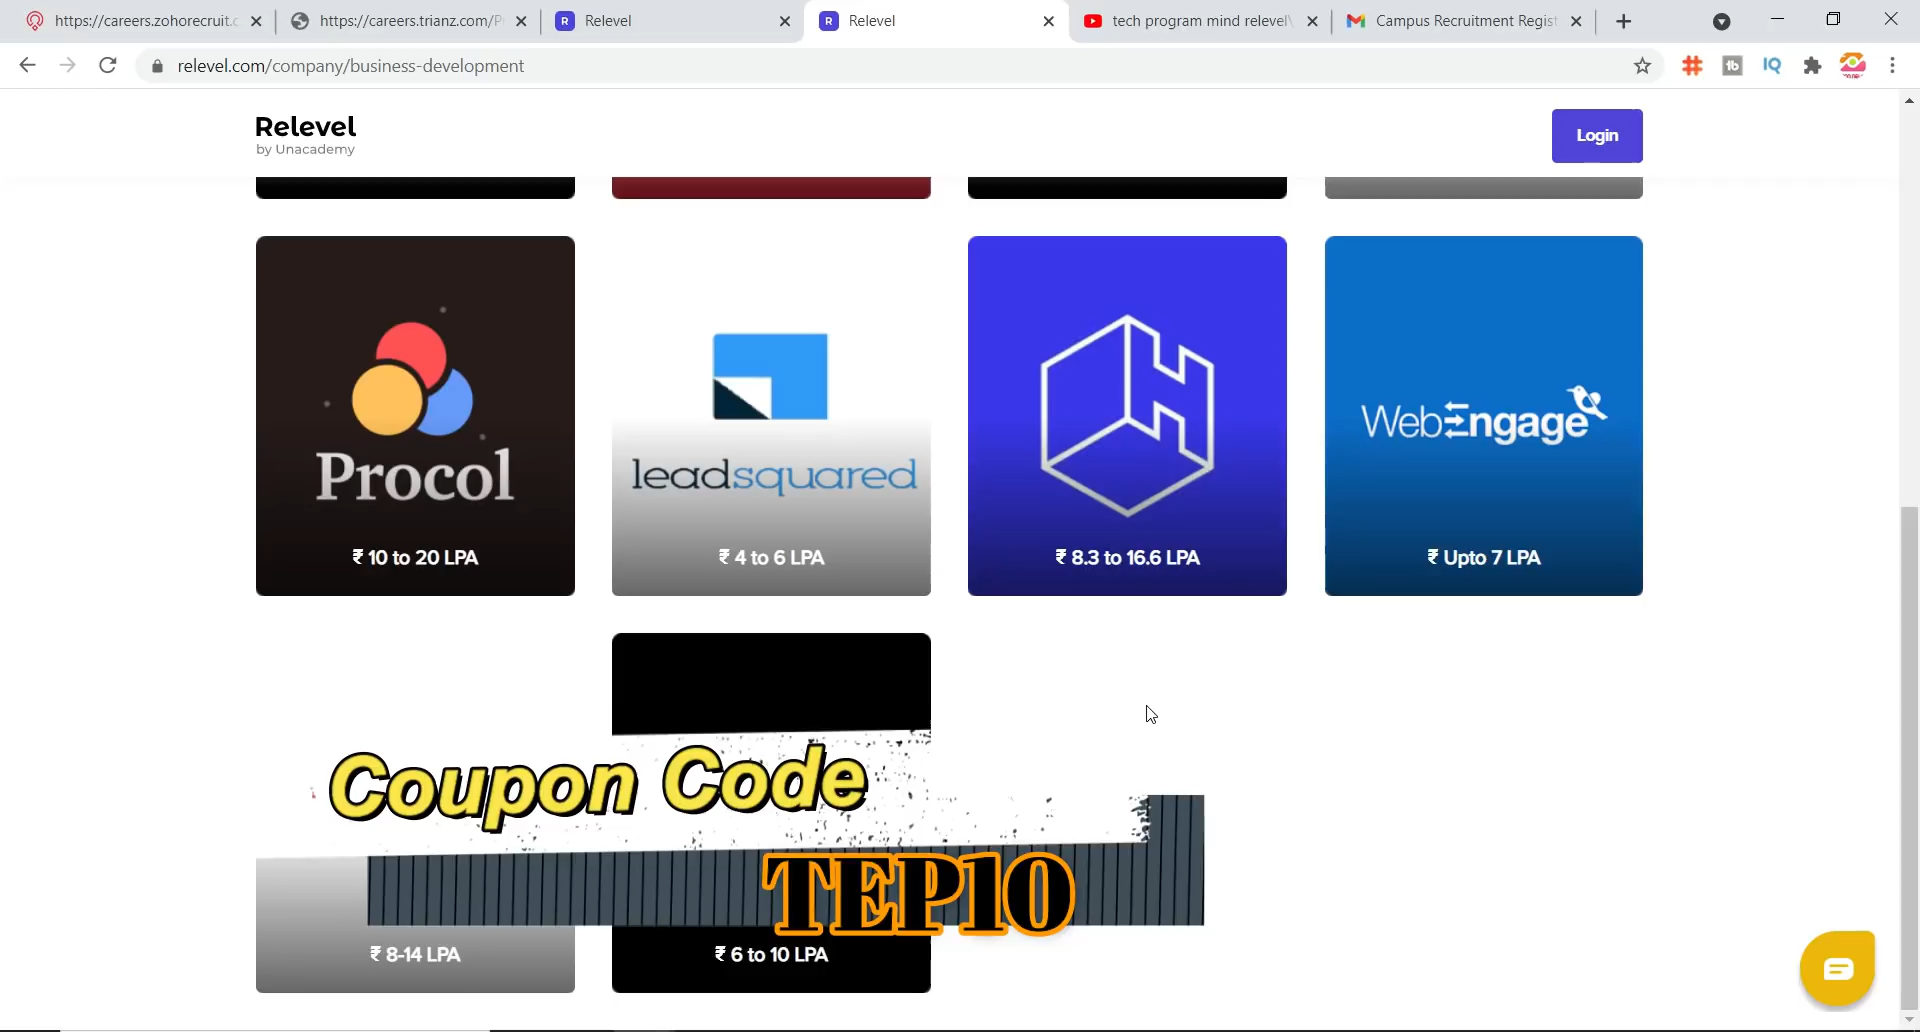 https://careers.zohorecruit.c
https://careers.trianz.com/P
Relevel
Relevel
tech program mind relevel\
Campus Recruitment Regist
relevel.com/company/business-development
Relevel
by Unacademy
Login
Procol
₹ 10 to 20 LPA
leadsquared
₹ 4 to 6 LPA
₹ 8.3 to 16.6 LPA
WebEngage
₹ Upto 7 LPA
Coupon Code
TEP10
₹ 8-14 LPA
₹ 6 to 10 LPA